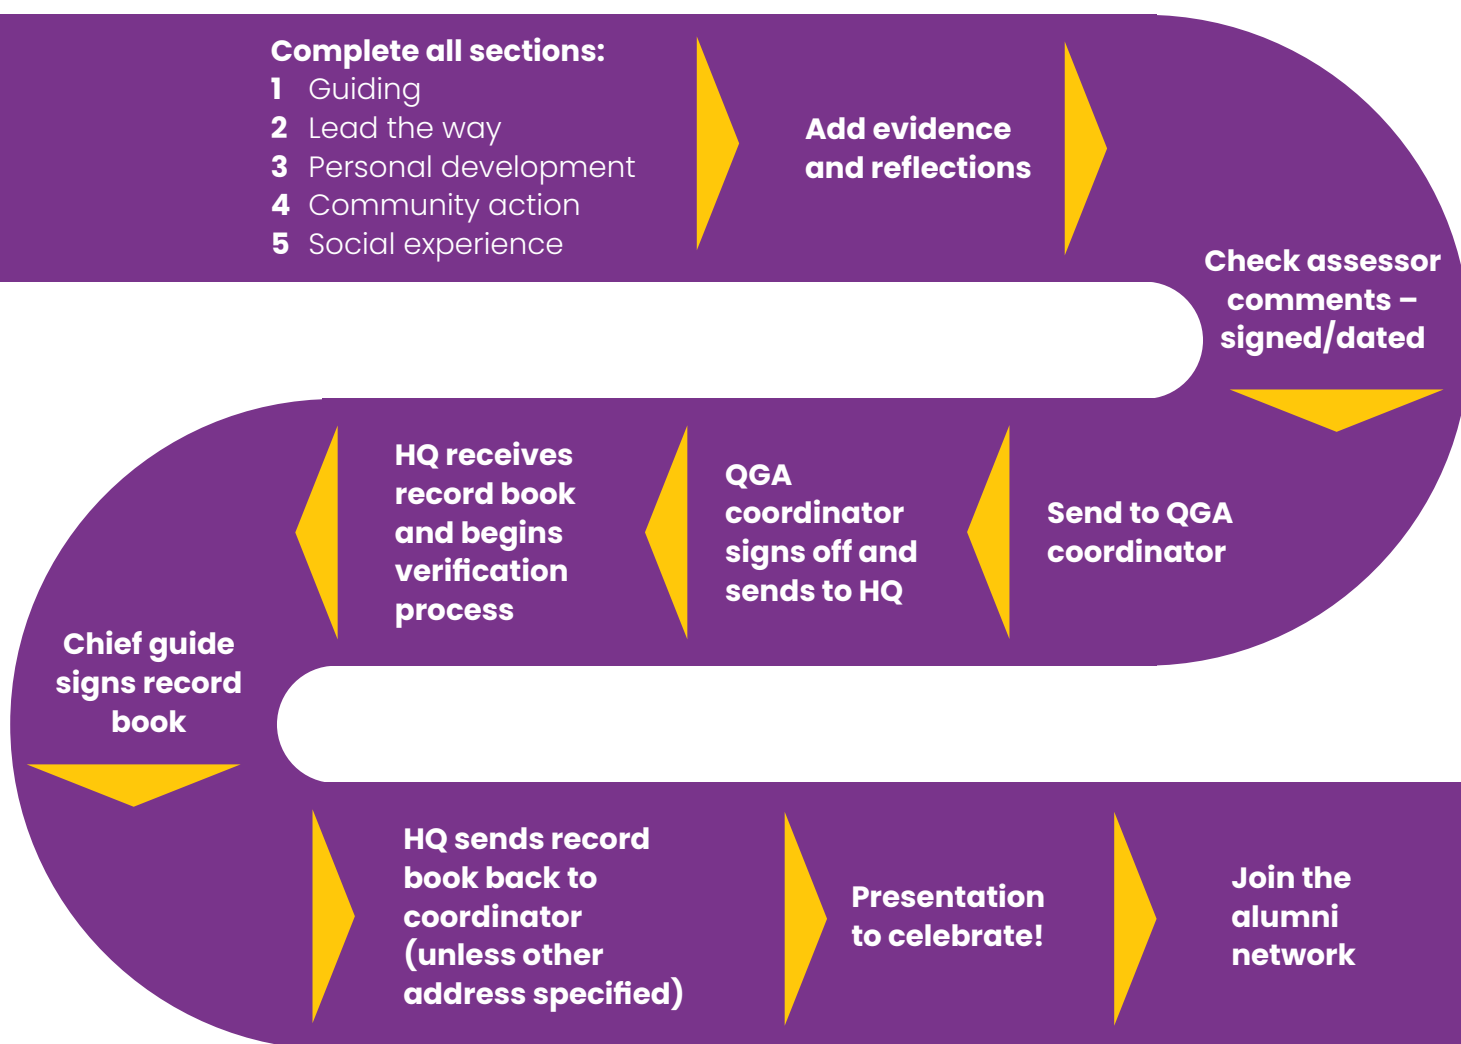 Complete all sections:
1 Guiding
2 Lead the way
3 Personal development
4 Community action
5 Social experience
Add evidence
and reflections
Check assessor
comments –
signed/dated
Send to QGA
coordinator
QGA
coordinator
signs off and
sends to HQ
HQ receives
record book
and begins
verification
process
Chief guide
signs record
book
HQ sends record
book back to
coordinator
(unless other
address specified)
Presentation
to celebrate!
Join the
alumni
network